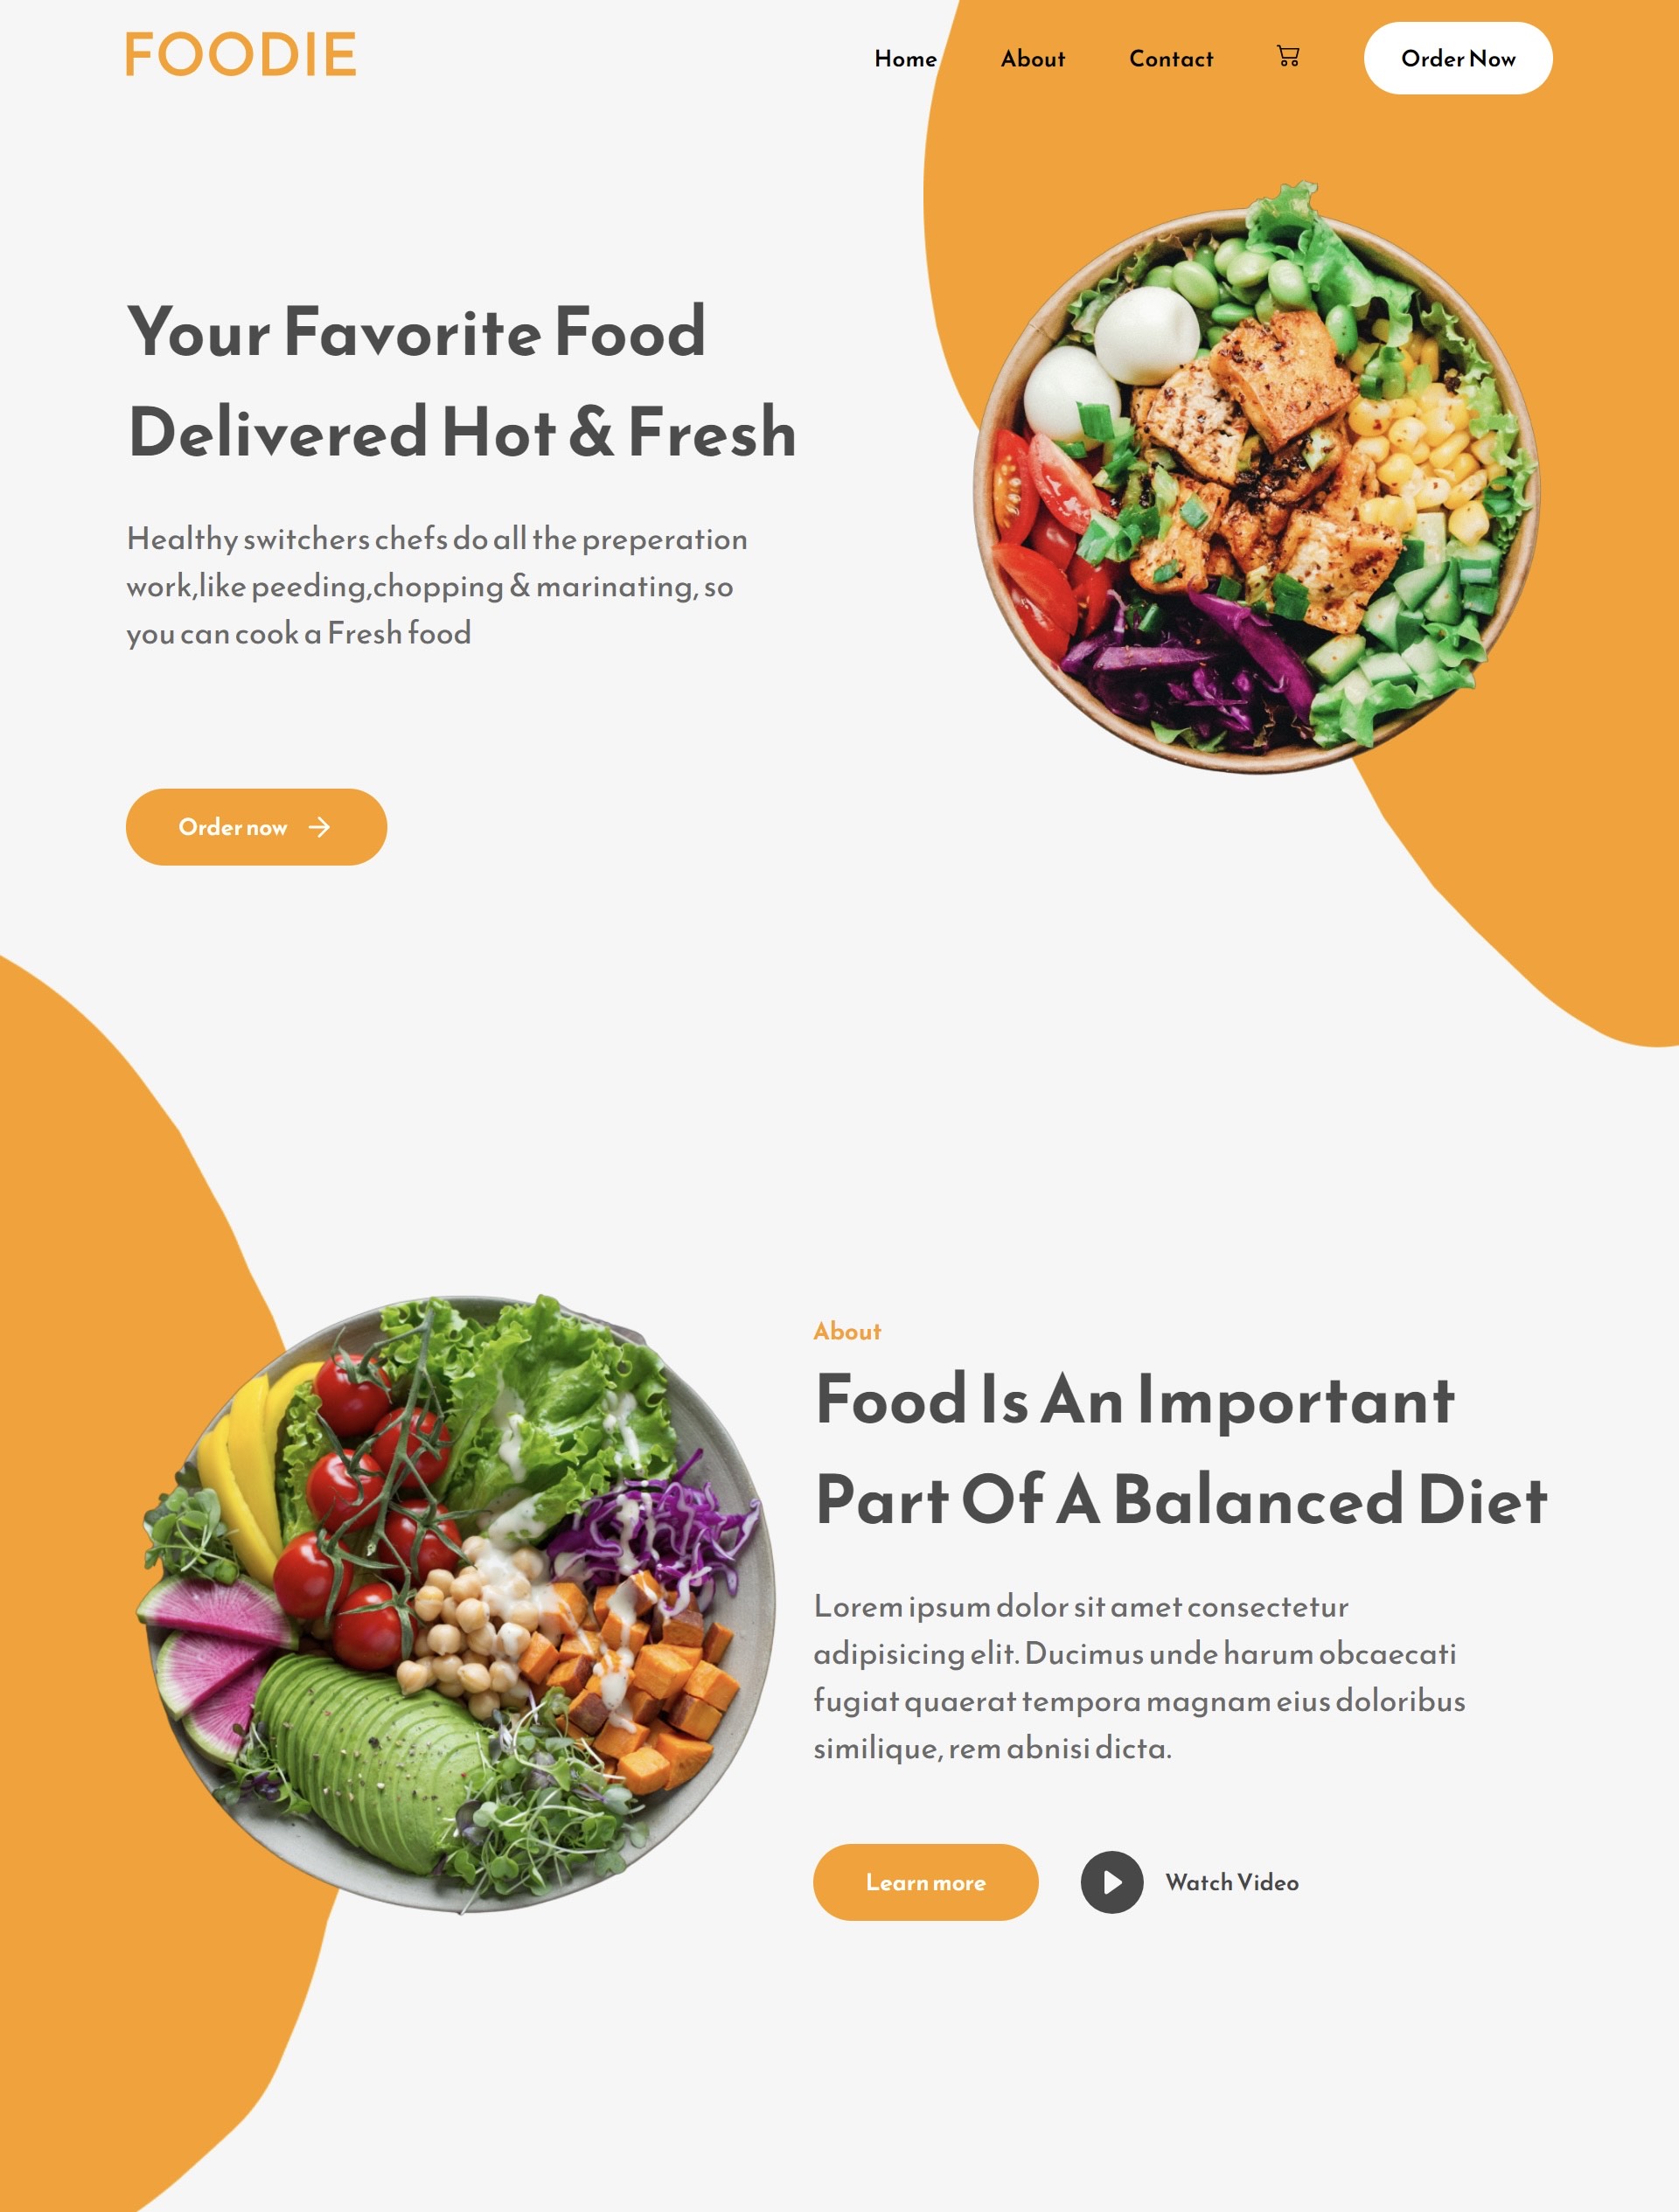 FOODIE
Home About Contact Order Now
Your Favorite Food
Delivered Hot & Fresh
Healthy switchers chefs do all the preperation
work,like peeding,chopping & marinating, so
you can cook a Fresh food
Order now
About
Food Is An Important
Part Of A Balanced Diet
Lorem ipsum dolor sit amet consectetur
adipisicing elit. Ducimus unde harum obcaecati
fugiat quaerat tempora magnam eius doloribus
similique, rem abnisi dicta.
Learn more Watch Video